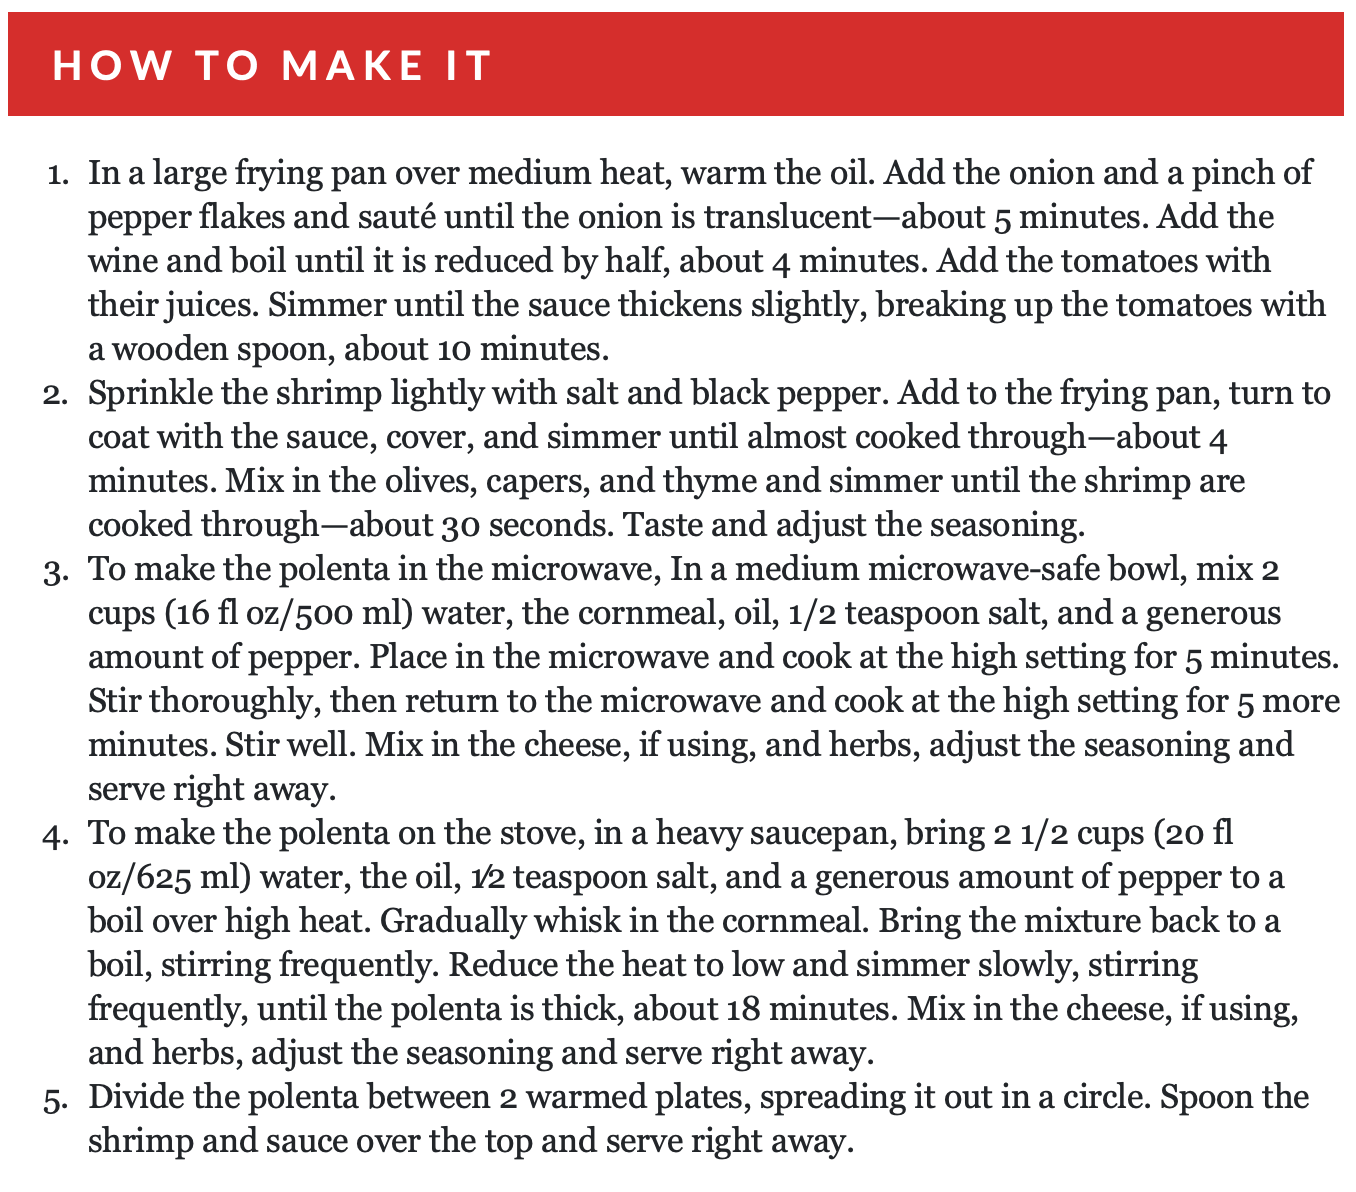 HOW TO MAKE IT
1. In a large frying pan over medium heat, warm the oil. Add the onion and a pinch of
pepper flakes and sauté until the onion is translucent—about 5 minutes. Add the
wine and boil until it is reduced by half, about 4 minutes. Add the tomatoes with
their juices. Simmer until the sauce thickens slightly, breaking up the tomatoes with
a wooden spoon, about 10 minutes.
2. Sprinkle the shrimp lightly with salt and black pepper. Add to the frying pan, turn to
coat with the sauce, cover, and simmer until almost cooked through—about 4
minutes. Mix in the olives, capers, and thyme and simmer until the shrimp are
cooked through—about 30 seconds. Taste and adjust the seasoning.
3. To make the polenta in the microwave, In a medium microwave-safe bowl, mix 2
cups (16 fl oz/500 ml) water, the cornmeal, oil, 1/2 teaspoon salt, and a generous
amount of pepper. Place in the microwave and cook at the high setting for 5 minutes.
Stir thoroughly, then return to the microwave and cook at the high setting for 5 more
minutes. Stir well. Mix in the cheese, if using, and herbs, adjust the seasoning and
serve right away.
4. To make the polenta on the stove, in a heavy saucepan, bring 2 1/2 cups (20 fl
oz/625 ml) water, the oil, 1⁄2 teaspoon salt, and a generous amount of pepper to a
boil over high heat. Gradually whisk in the cornmeal. Bring the mixture back to a
boil, stirring frequently. Reduce the heat to low and simmer slowly, stirring
frequently, until the polenta is thick, about 18 minutes. Mix in the cheese, if using,
and herbs, adjust the seasoning and serve right away.
5. Divide the polenta between 2 warmed plates, spreading it out in a circle. Spoon the
shrimp and sauce over the top and serve right away.